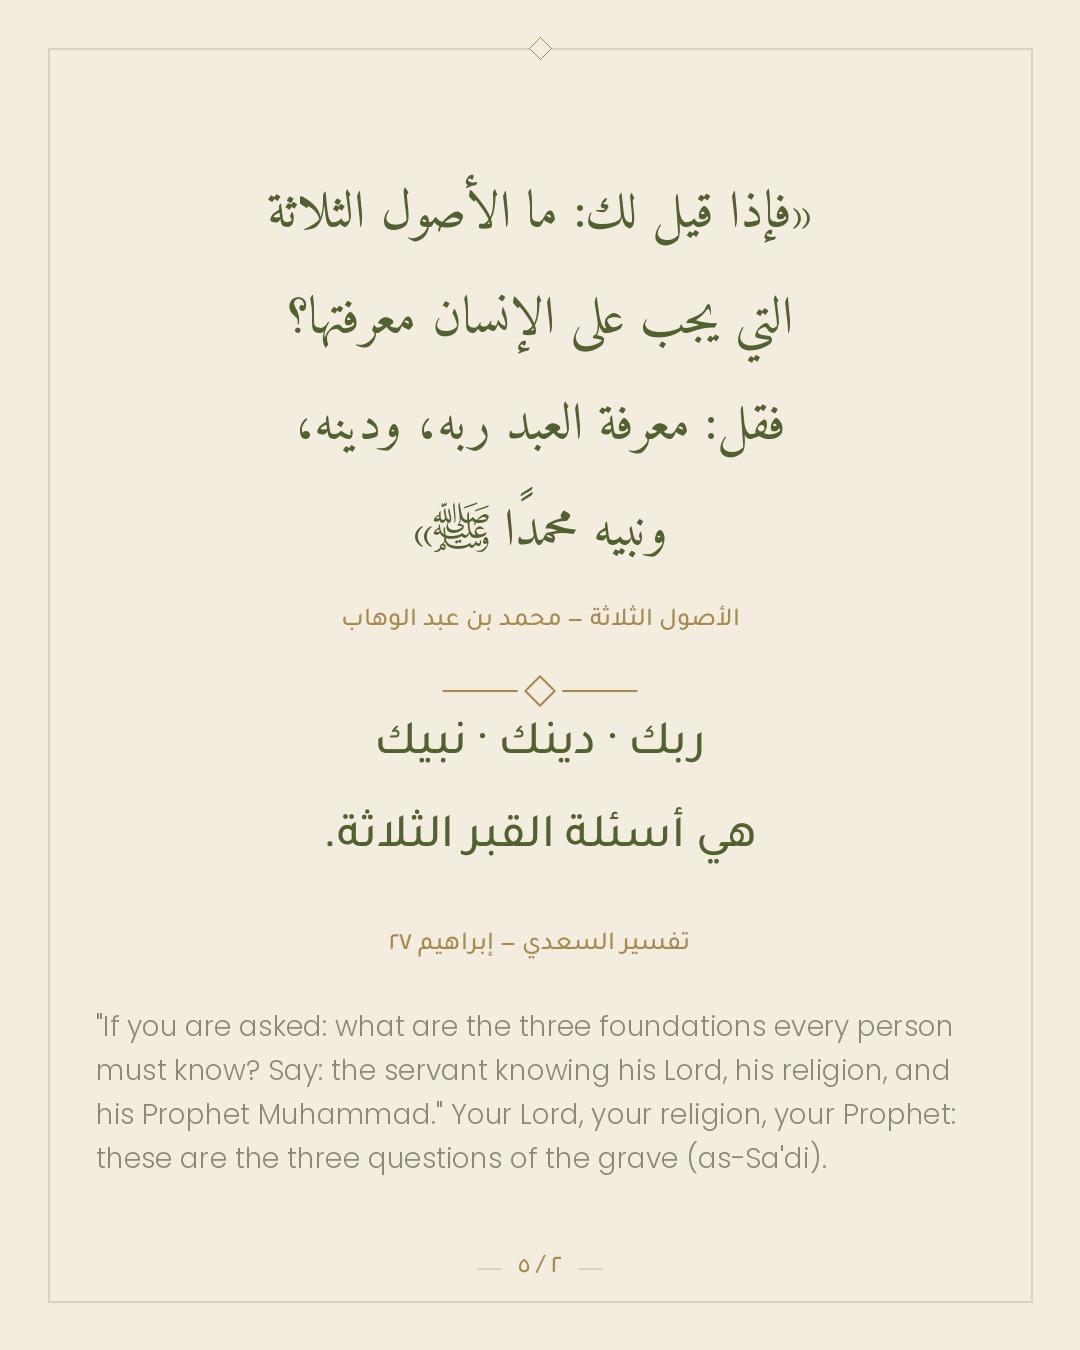 «فإذا قيل لك: ما الأصول الثلاثة
التي يجب على الإنسان معرفتها؟
فقل: معرفة العبد ربه، ودينه،
ونبيه محمدًا ﷺ»
الأصول الثلاثة – محمد بن عبد الوهاب
ربك · دينك · نبيك
هي أسئلة القبر الثلاثة.
تفسير السعدي – إبراهيم ٢٧
"If you are asked: what are the three foundations every person
must know? Say: the servant knowing his Lord, his religion, and
his Prophet Muhammad." Your Lord, your religion, your Prophet:
these are the three questions of the grave (as-Sa'di).
٢/٥